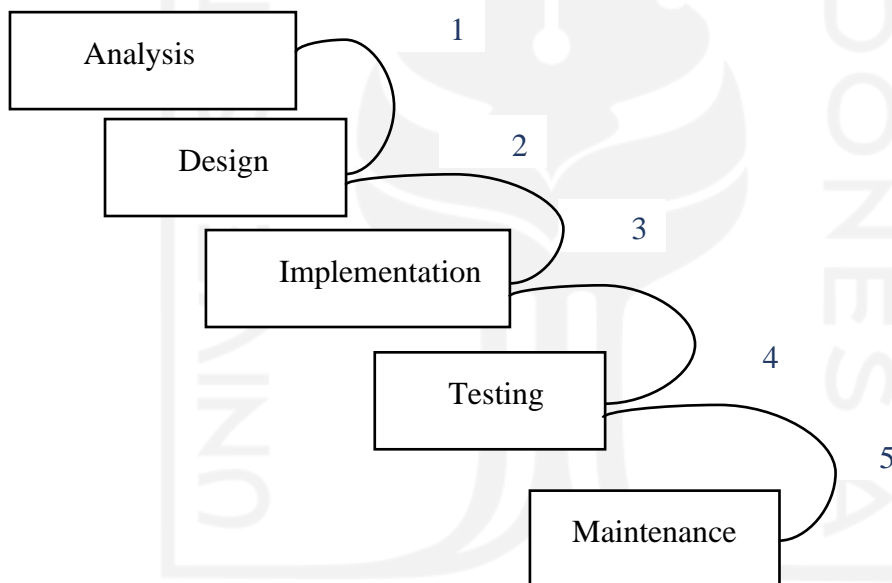 Analysis
1
Design
2
Implementation
3
Testing
4
Maintenance
5